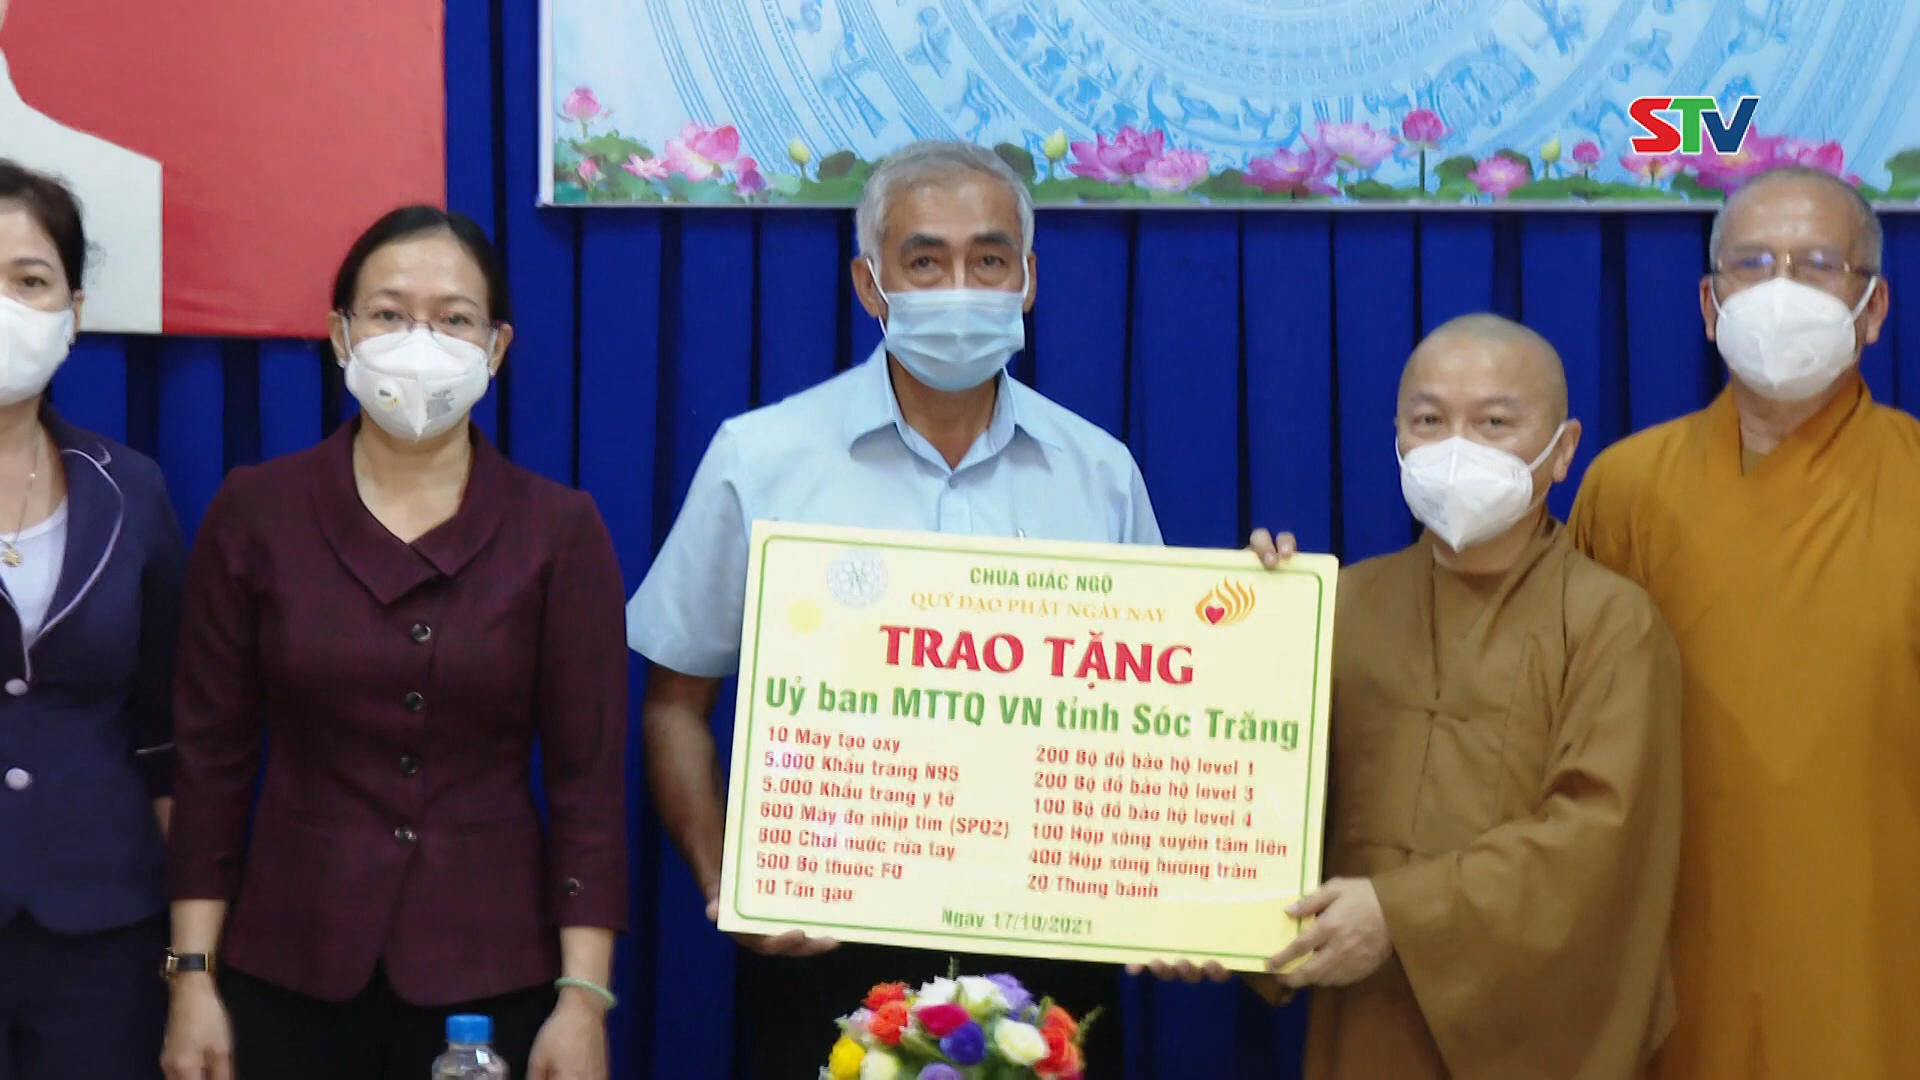 STV
CHÙA GIÁC NGỘ
QUỸ ĐẠO PHẬT NGÀY NAY
TRAO TẶNG
Uỷ ban MTTQ VN tỉnh Sóc Trăng
10 Máy tạo oxy
5.000 Khẩu trang N95
5.000 Khẩu trang y tế
600 Máy đo nhịp tim (SPO2)
800 Chai nước rửa tay
500 Bộ thuốc F0
10 Tấn gạo
200 Bộ đồ bảo hộ level 1
200 Bộ đồ bảo hộ level 3
100 Bộ đồ bảo hộ level 4
100 Hộp xông xuyên tâm liên
400 Hộp xông hương tràm
20 Thùng bánh
Ngày 17/10/2021